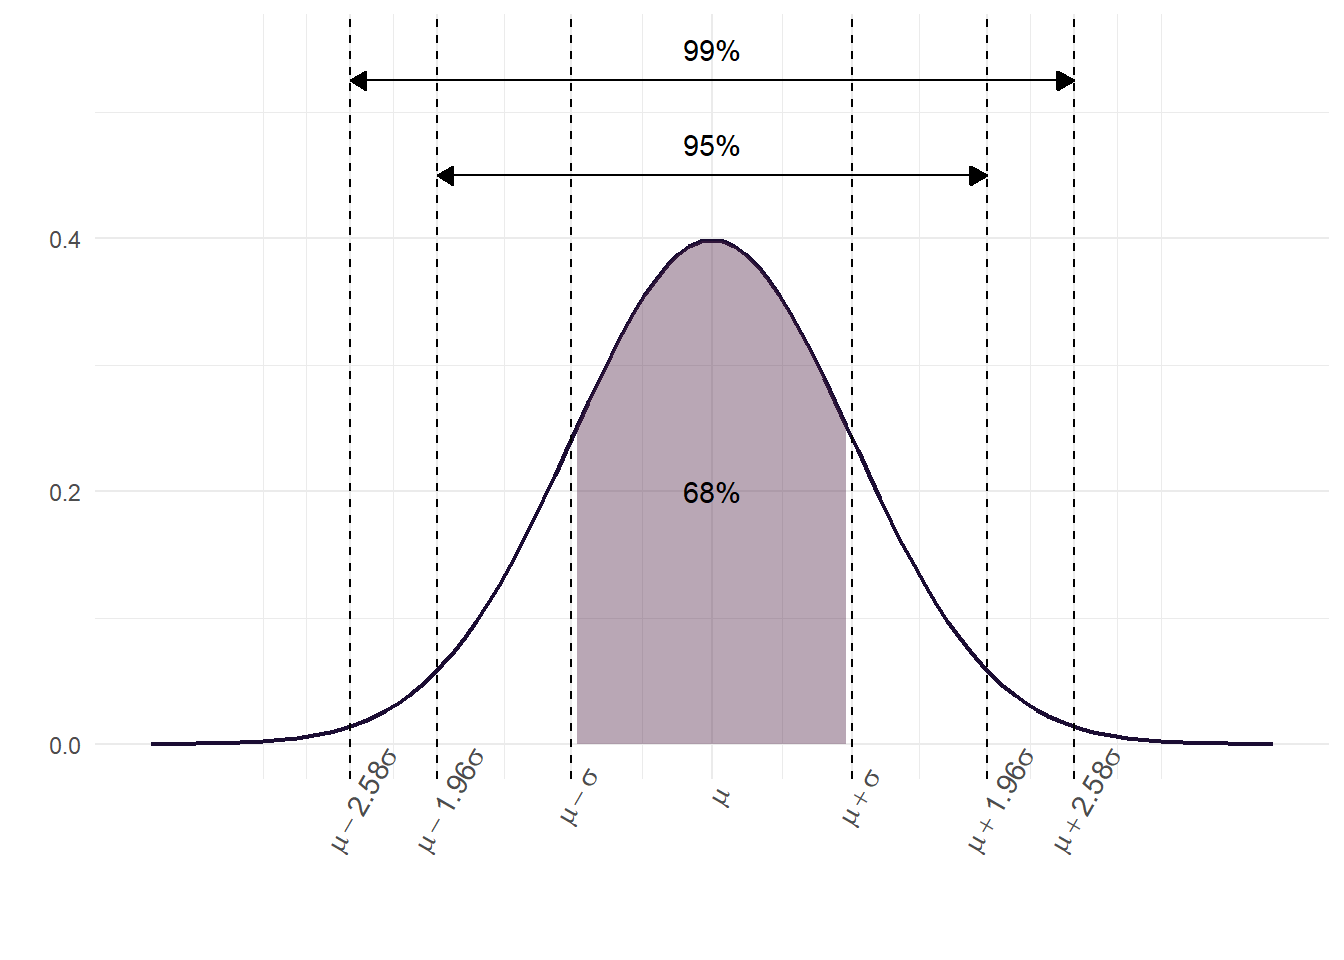 99%
95%
0.4
68%
0.2
0.0
μ − 2.58σ
μ − 1.96σ
μ − σ
μ
μ + σ
μ + 1.96σ
μ + 2.58σ